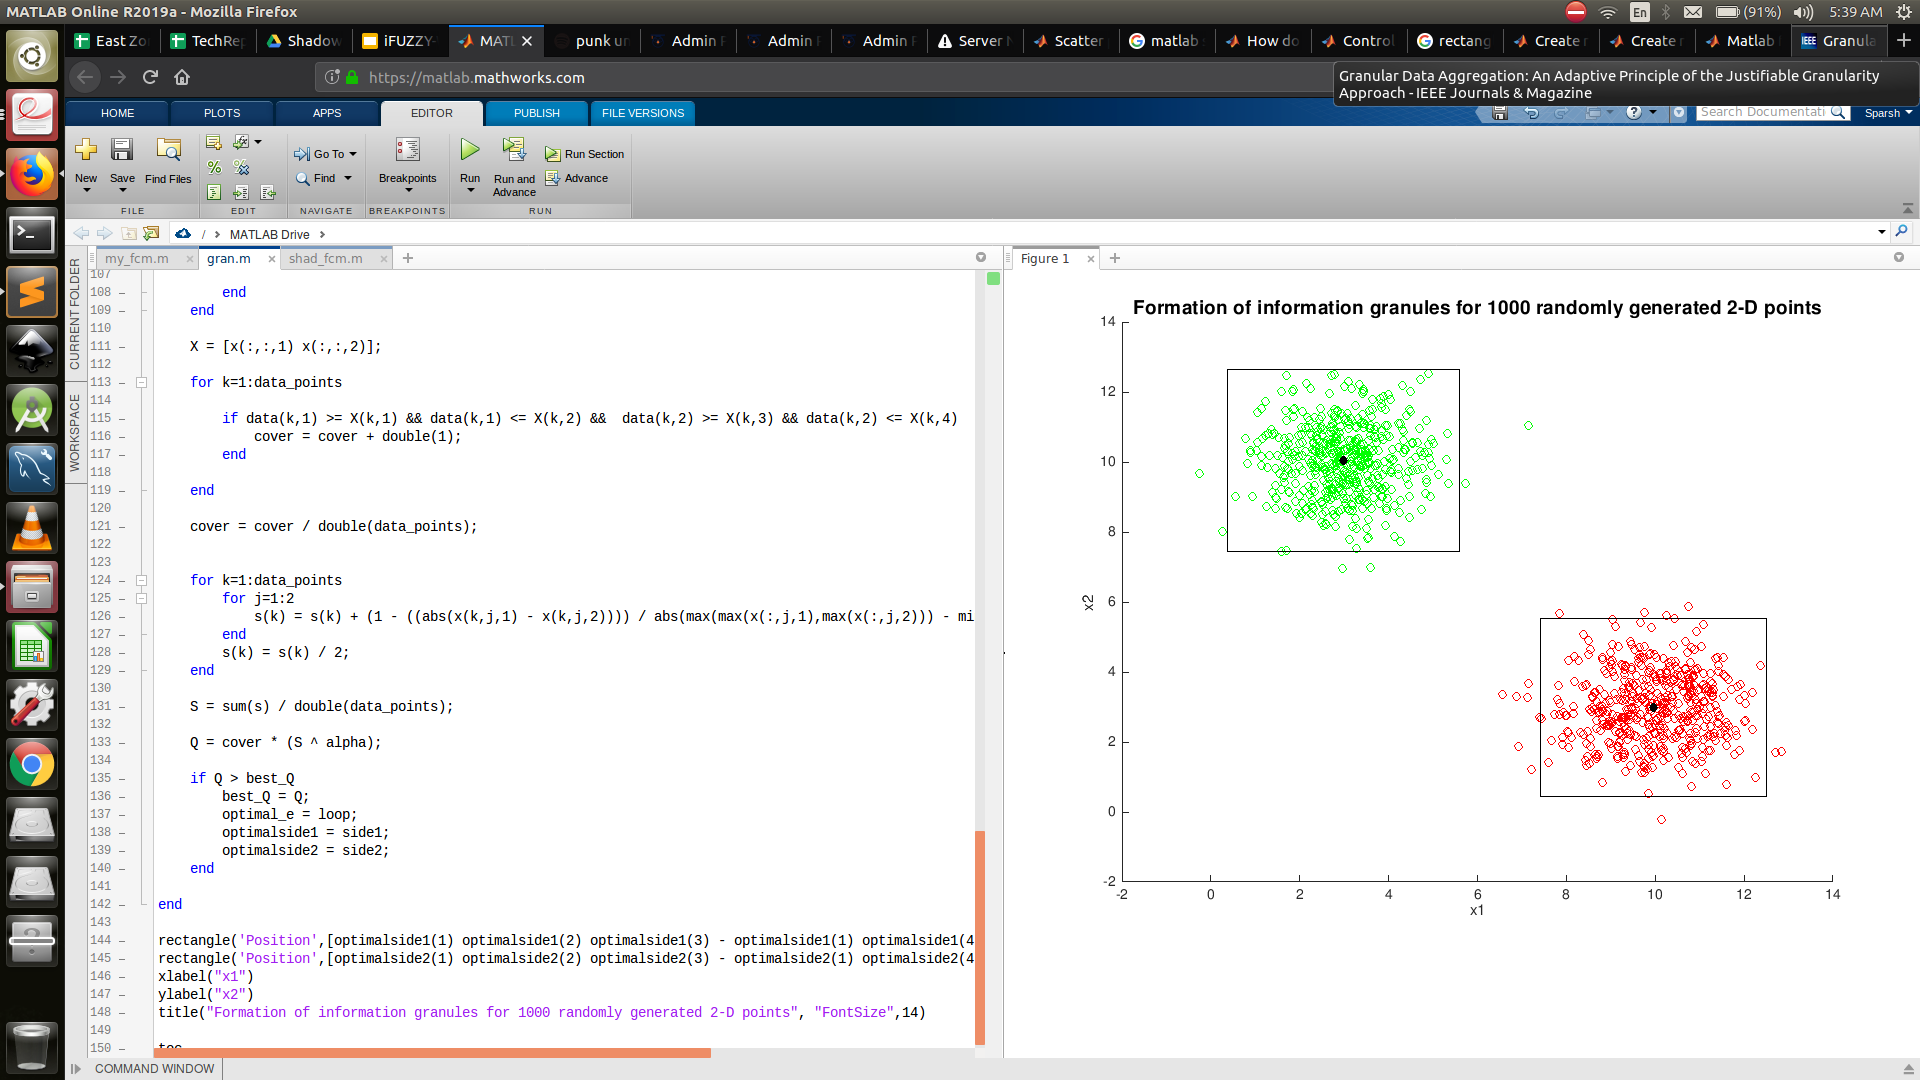 MATLAB Online R2019a - Mozilla Firefox
En (91%) 5:39 AM
East Zo TechRep Shadow iFUZZY- MATL punk un Admin Admin Admin Server Scatter matlab How do Control rectang Create Create Matlab Granula
https://matlab.mathworks.com
Granular Data Aggregation: An Adaptive Principle of the Justifiable Granularity
Approach - IEEE Journals & Magazine
HOME PLOTS APPS EDITOR PUBLISH FILE VERSIONS
Search Documentati Sparsh
New Save Find Files
Go To
Find
Breakpoints
Run Run and Advance
Run Section
Advance
FILE EDIT NAVIGATE BREAKPOINTS RUN
/ MATLAB Drive
CURRENT FOLDER
WORKSPACE
my_fcm.m gran.m shad_fcm.m
107
108 end
109 end
110
111 X = [x(:,:,1) x(:,:,2)];
112
113 for k=1:data_points
114
115 if data(k,1) >= X(k,1) && data(k,1) <= X(k,2) && data(k,2) >= X(k,3) && data(k,2) <= X(k,4)
116 cover = cover + double(1);
117 end
118
119 end
120
121 cover = cover / double(data_points);
122
123
124 for k=1:data_points
125 for j=1:2
126 s(k) = s(k) + (1 - ((abs(x(k,j,1) - x(k,j,2)))) / abs(max(max(x(:,j,1),max(x(:,j,2))) - mi
127 end
128 s(k) = s(k) / 2;
129 end
130
131 S = sum(s) / double(data_points);
132
133 Q = cover * (S ^ alpha);
134
135 if Q > best_Q
136 best_Q = Q;
137 optimal_e = loop;
138 optimalside1 = side1;
139 optimalside2 = side2;
140 end
141
142 end
143
144 rectangle('Position',[optimalside1(1) optimalside1(2) optimalside1(3) - optimalside1(1) optimalside1(4
145 rectangle('Position',[optimalside2(1) optimalside2(2) optimalside2(3) - optimalside2(1) optimalside2(4
146 xlabel("x1")
147 ylabel("x2")
148 title("Formation of information granules for 1000 randomly generated 2-D points", "FontSize",14)
149
150 toc
COMMAND WINDOW
Figure 1
Formation of information granules for 1000 randomly generated 2-D points
14
12
10
8
6
4
2
0
-2
x2
-2 0 2 4 6 8 10 12 14
x1